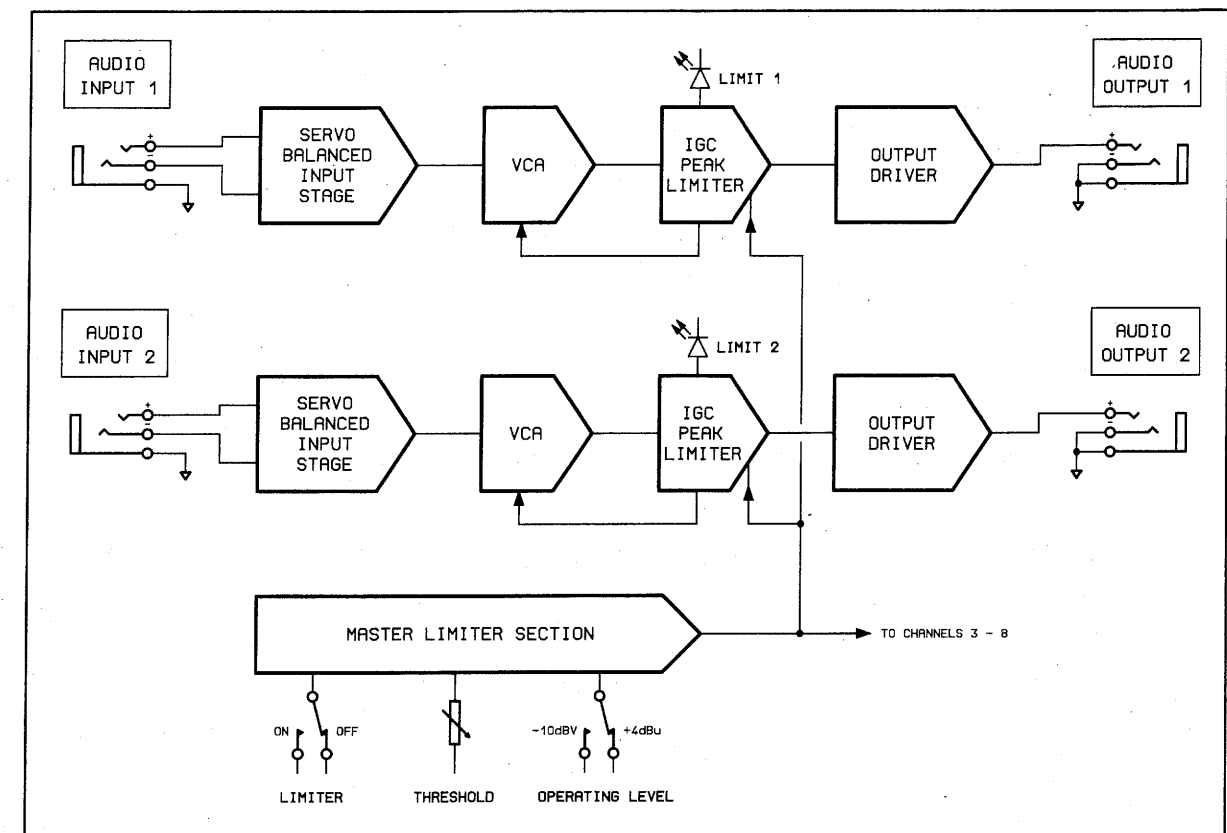 AUDIO
INPUT 1
LIMIT 1
AUDIO
OUTPUT 1
SERVO
BALANCED
INPUT
STAGE
VCA
IGC
PEAK
LIMITER
OUTPUT
DRIVER
+
-
+
-
AUDIO
INPUT 2
LIMIT 2
AUDIO
OUTPUT 2
SERVO
BALANCED
INPUT
STAGE
VCA
IGC
PEAK
LIMITER
OUTPUT
DRIVER
+
-
+
-
MASTER LIMITER SECTION
TO CHANNELS 3 - 8
ON
OFF
-10dBV
+4dBu
LIMITER
THRESHOLD
OPERATING LEVEL